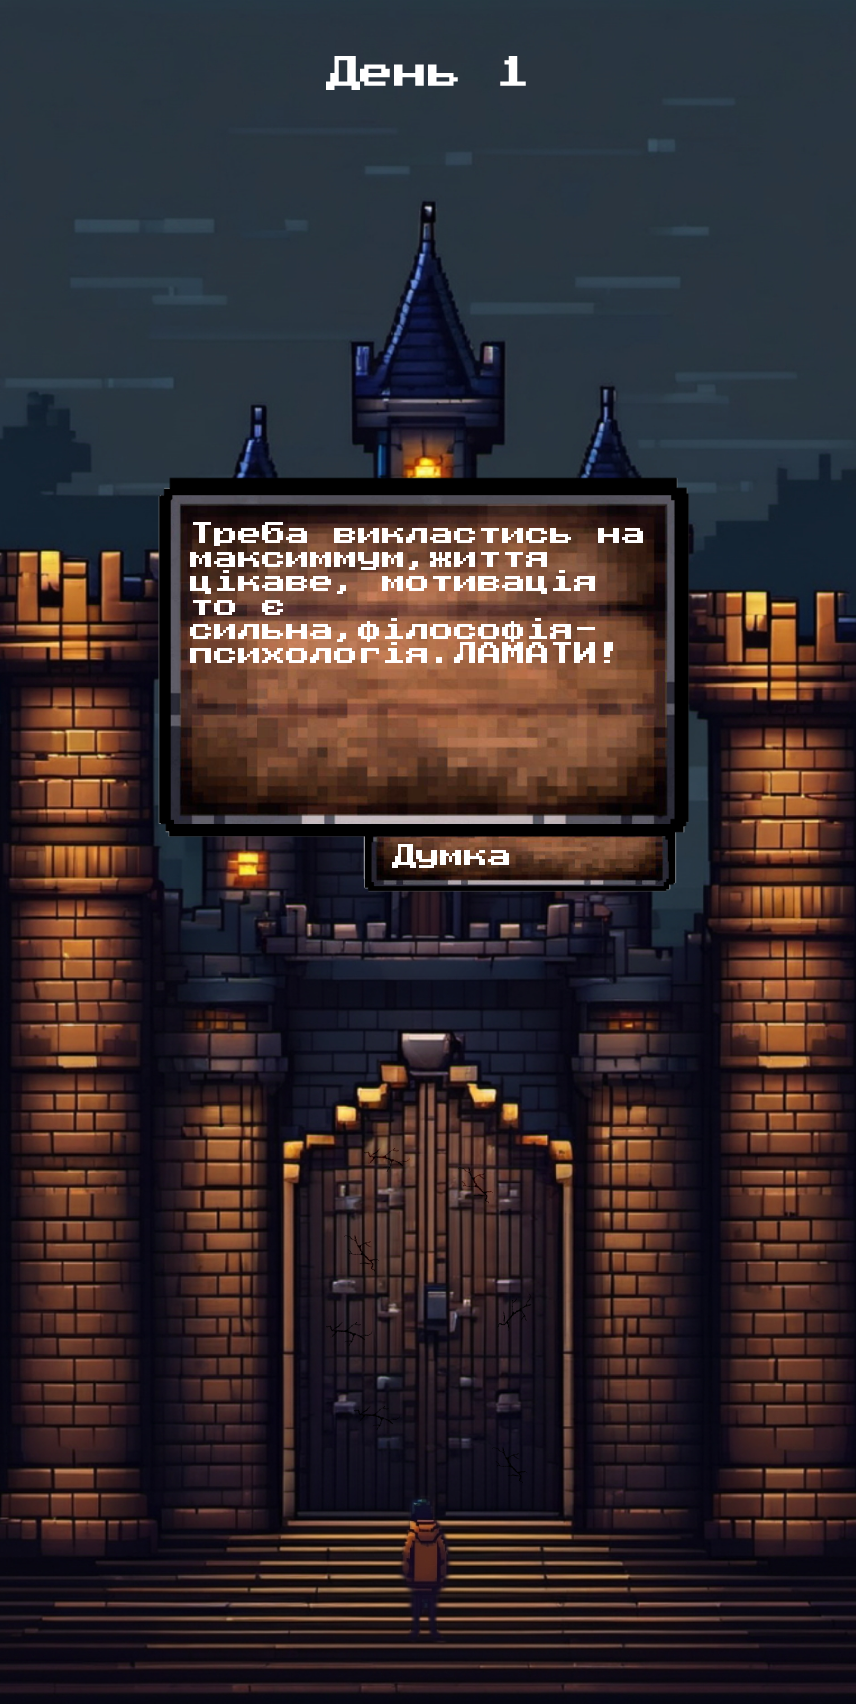 День 1
Треба викластись на
максиммум,життя
цікаве, мотивація
то є
сильна,філософія-
психологія.ЛАМАТИ!
Думка